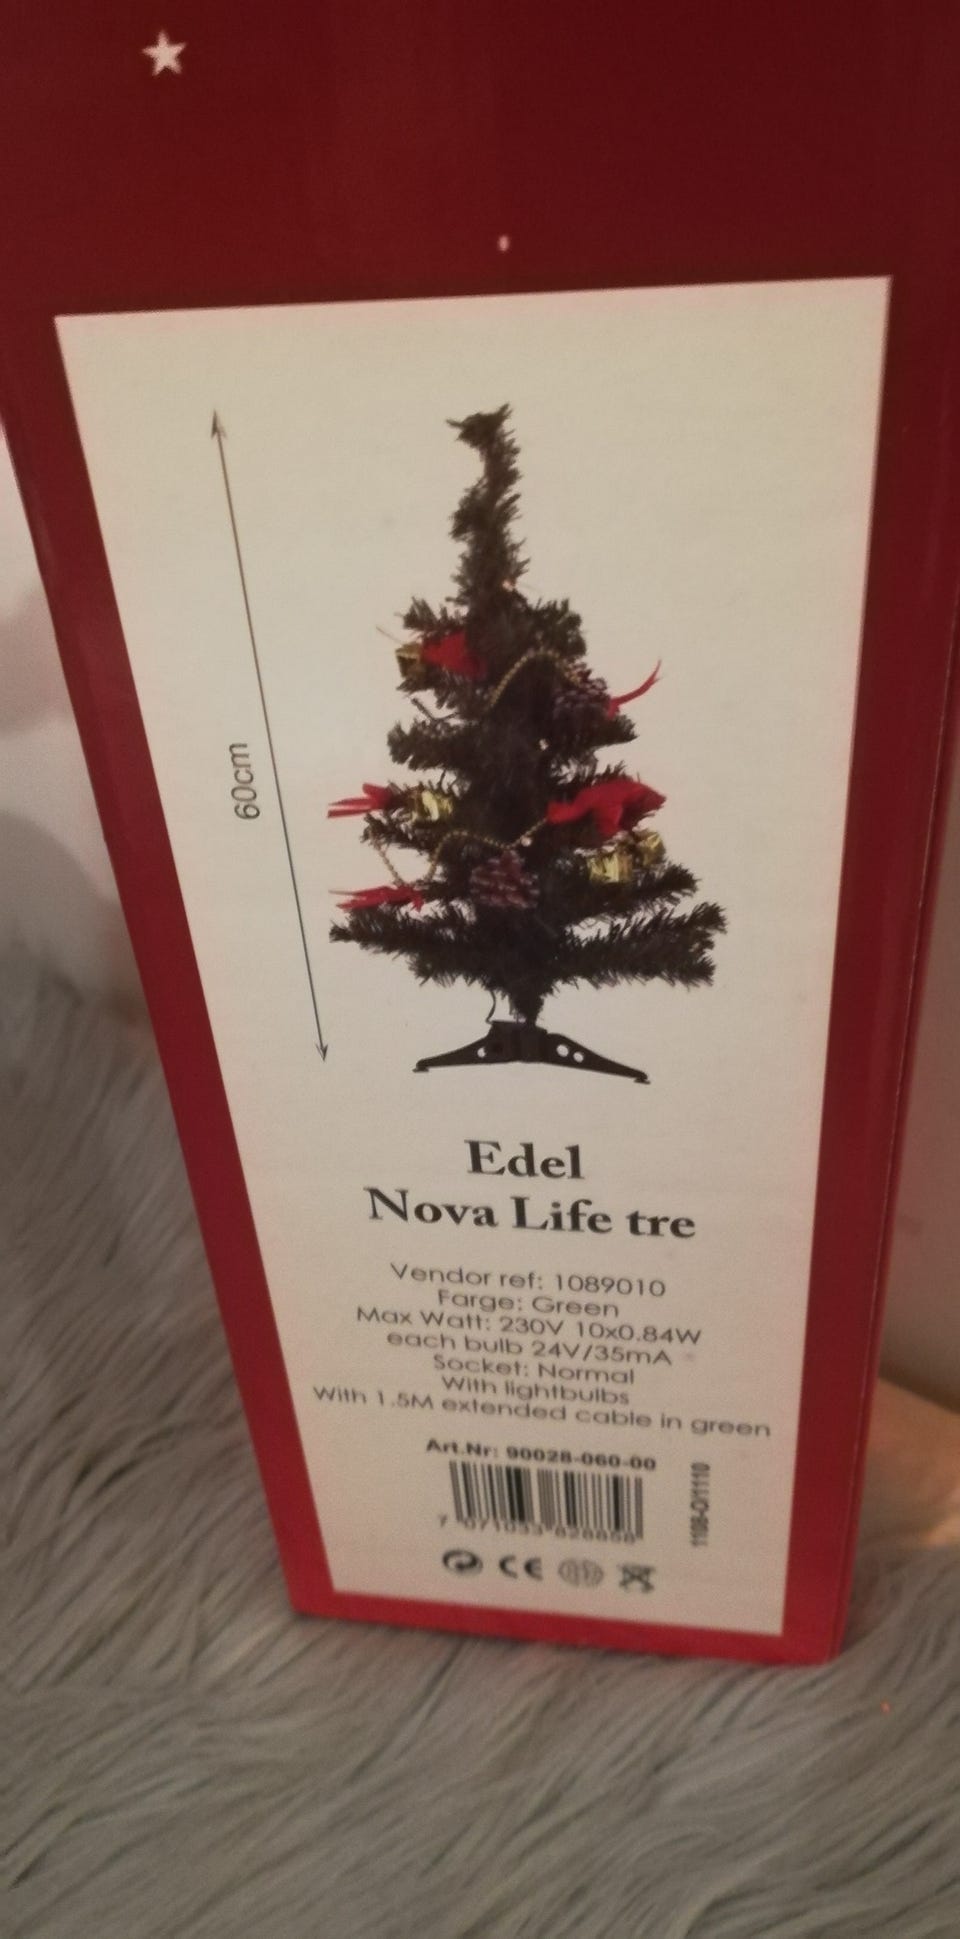 60cm
Edel
Nova Life tre
Vendor ref: 1089010
Farge: Green
Max Watt: 230V 10x0.84W
each bulb 24V/35mA
Socket: Normal
With lightbulbs
With 1.5M extended cable in green
Art.Nr: 90028-060-00
CE